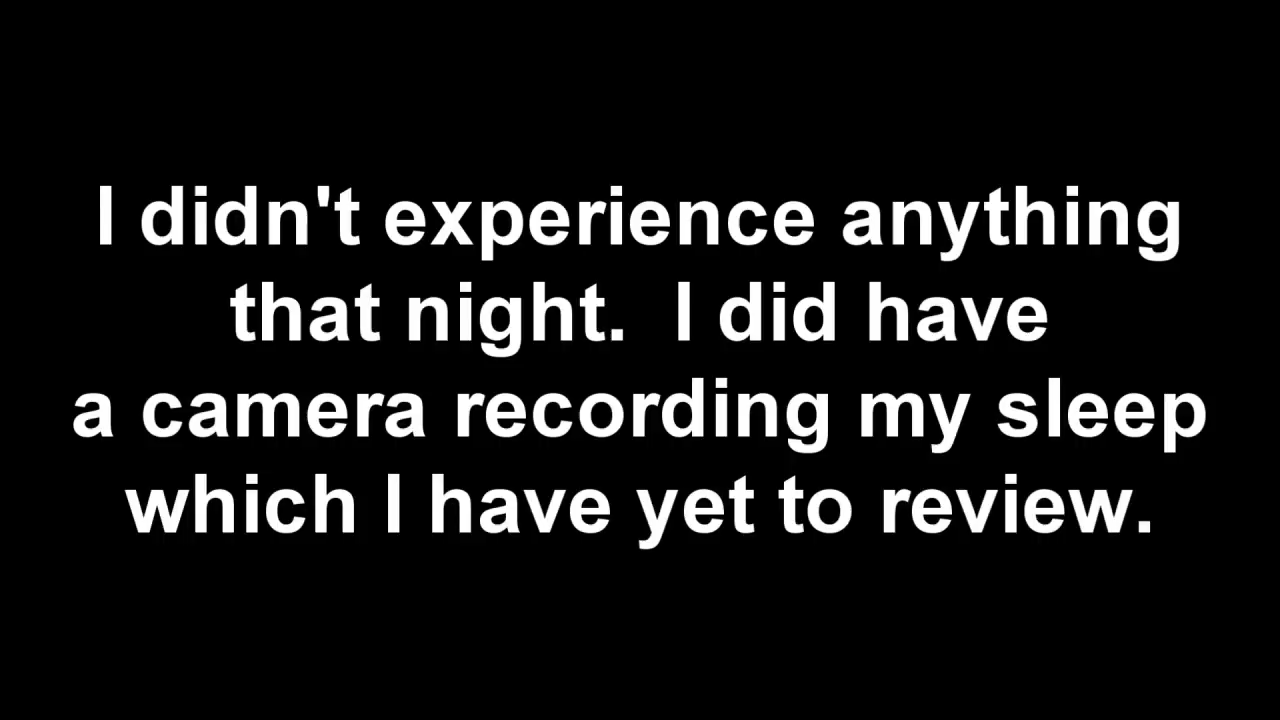 I didn't experience anything
that night.  I did have
a camera recording my sleep
which I have yet to review.